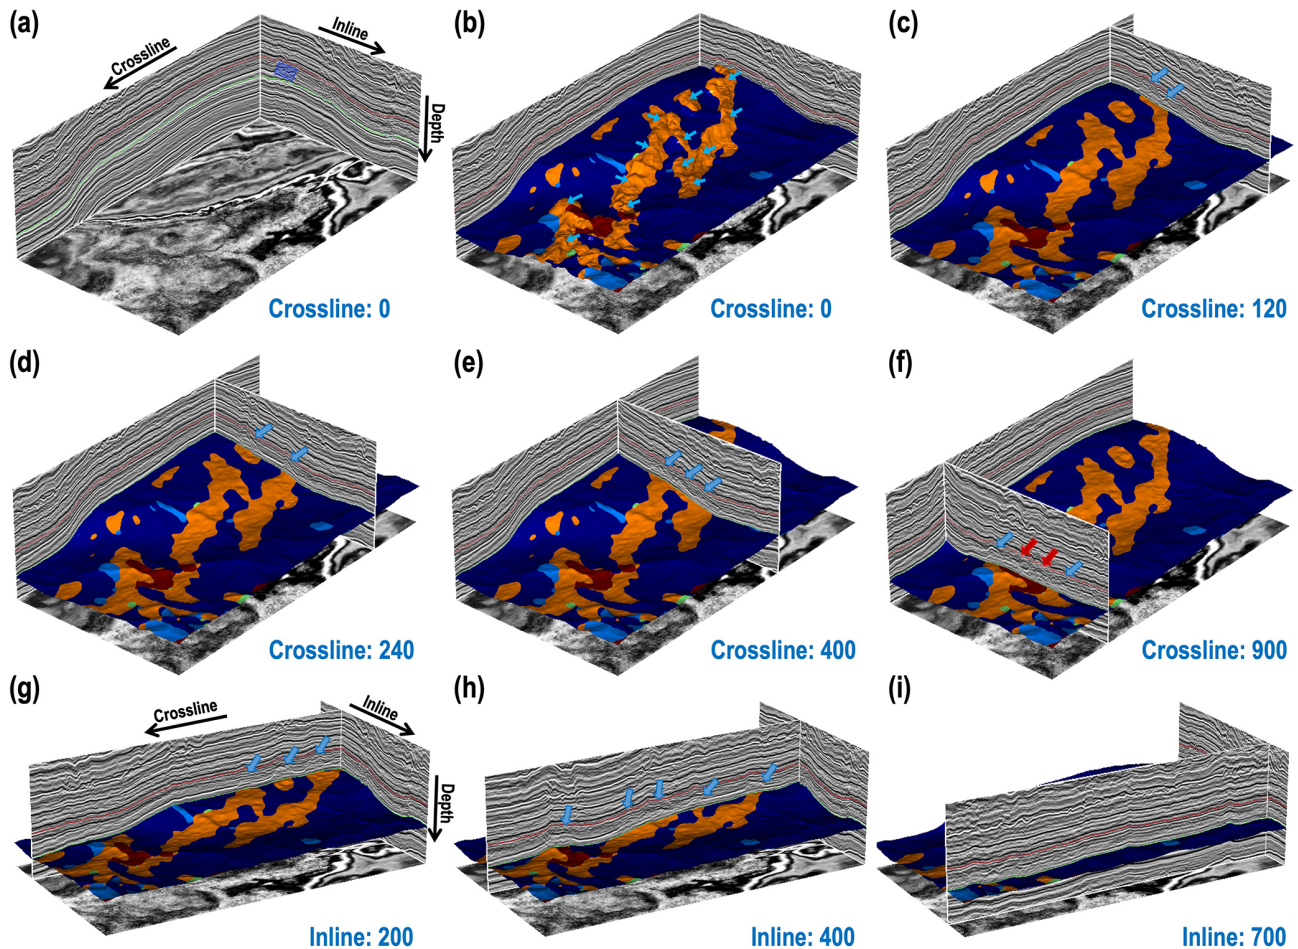 (a)
Crossline
Inline
Depth
Crossline: 0
(b)
Crossline: 0
(c)
Crossline: 120
(d)
Crossline: 240
(e)
Crossline: 400
(f)
Crossline: 900
(g)
Crossline
Inline
Depth
Inline: 200
(h)
Inline: 400
(i)
Inline: 700